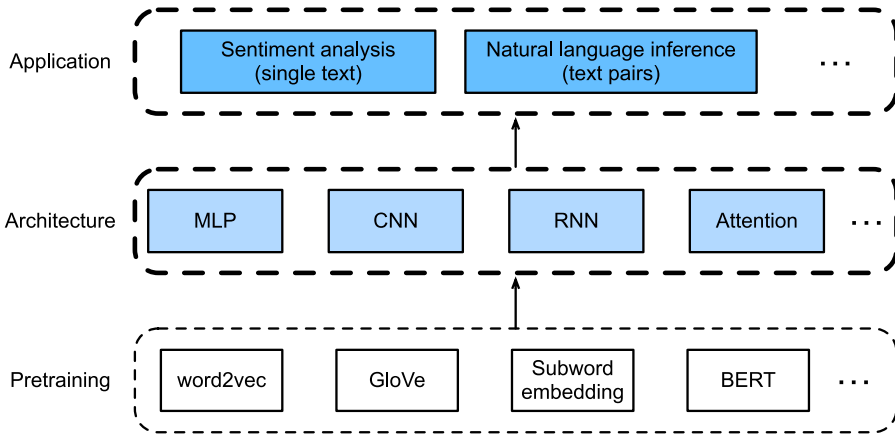 Application
Sentiment analysis
(single text)
Natural language inference
(text pairs)
...
Architecture
MLP
CNN
RNN
Attention
...
Pretraining
word2vec
GloVe
Subword
embedding
BERT
...